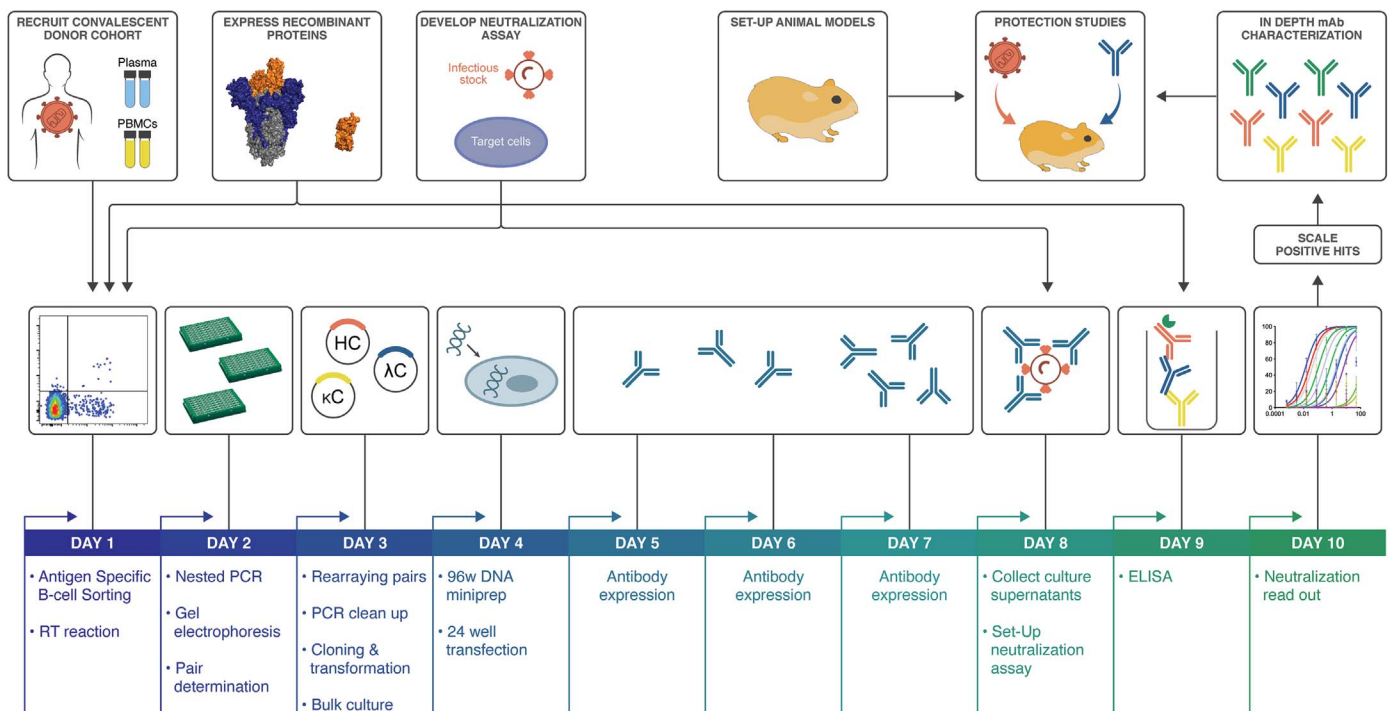 RECRUIT CONVALESCENT
DONOR COHORT
Plasma
PBMCs
EXPRESS RECOMBINANT
PROTEINS
DEVELOP NEUTRALIZATION
ASSAY
Infectious
stock
Target cells
SET-UP ANIMAL MODELS
PROTECTION STUDIES
IN DEPTH mAb
CHARACTERIZATION
SCALE
POSITIVE HITS
HC
λC
κC
100
80
60
40
20
0
0.0001
0.01
1
100
DAY 1
• Antigen Specific
B-cell Sorting
• RT reaction
DAY 2
• Nested PCR
• Gel
electrophoresis
• Pair
determination
DAY 3
• Rearraying pairs
• PCR clean up
• Cloning &
transformation
• Bulk culture
DAY 4
• 96w DNA
miniprep
• 24 well
transfection
DAY 5
Antibody
expression
DAY 6
Antibody
expression
DAY 7
Antibody
expression
DAY 8
• Collect culture
supernatants
• Set-Up
neutralization
assay
DAY 9
• ELISA
DAY 10
• Neutralization
read out